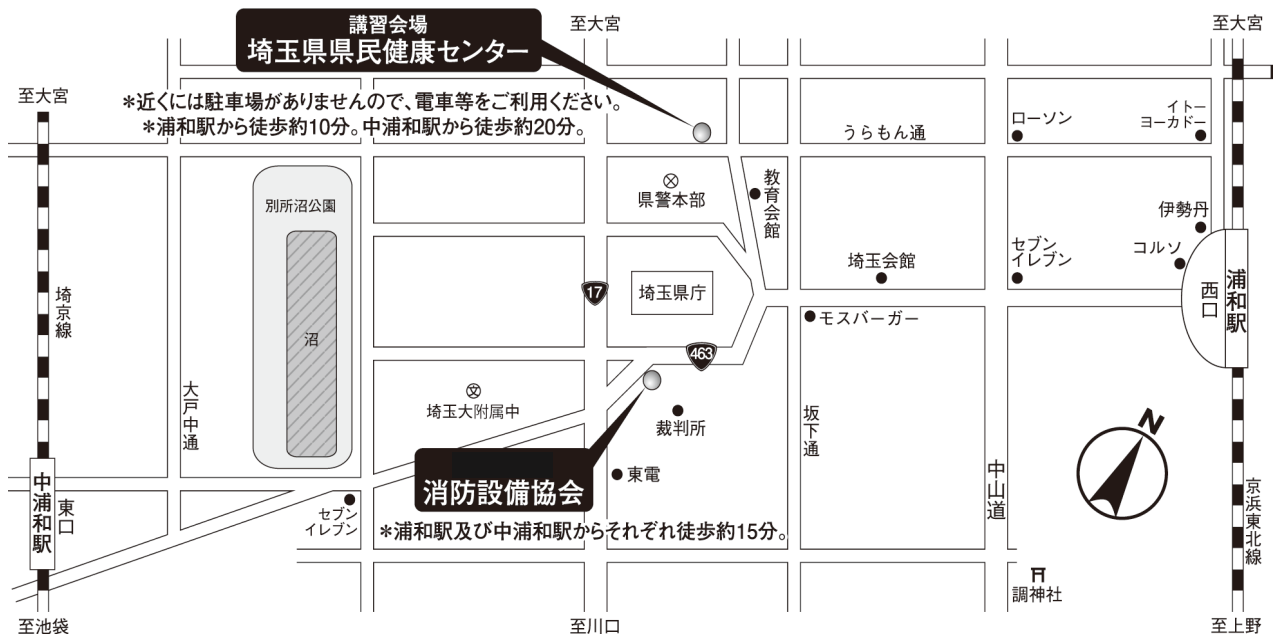 講習会場
埼玉県県民健康センター
至大宮
至大宮
至大宮
*近くには駐車場がありませんので、電車等をご利用ください。
*浦和駅から徒歩約10分。中浦和駅から徒歩約20分。
うらもん通
ローソン
イトー
ヨーカドー
県警本部
教育会館
別所沼公園
沼
伊勢丹
コルソ
セブン
イレブン
埼玉会館
埼玉県庁
17
浦和駅
西口
埼京線
モスバーガー
463
大戸中通
文
埼玉大附属中
裁判所
坂下通
N
中浦和駅
東口
消防設備協会
東電
中山道
京浜東北線
セブン
イレブン
*浦和駅及び中浦和駅からそれぞれ徒歩約15分。
調神社
至池袋
至川口
至上野